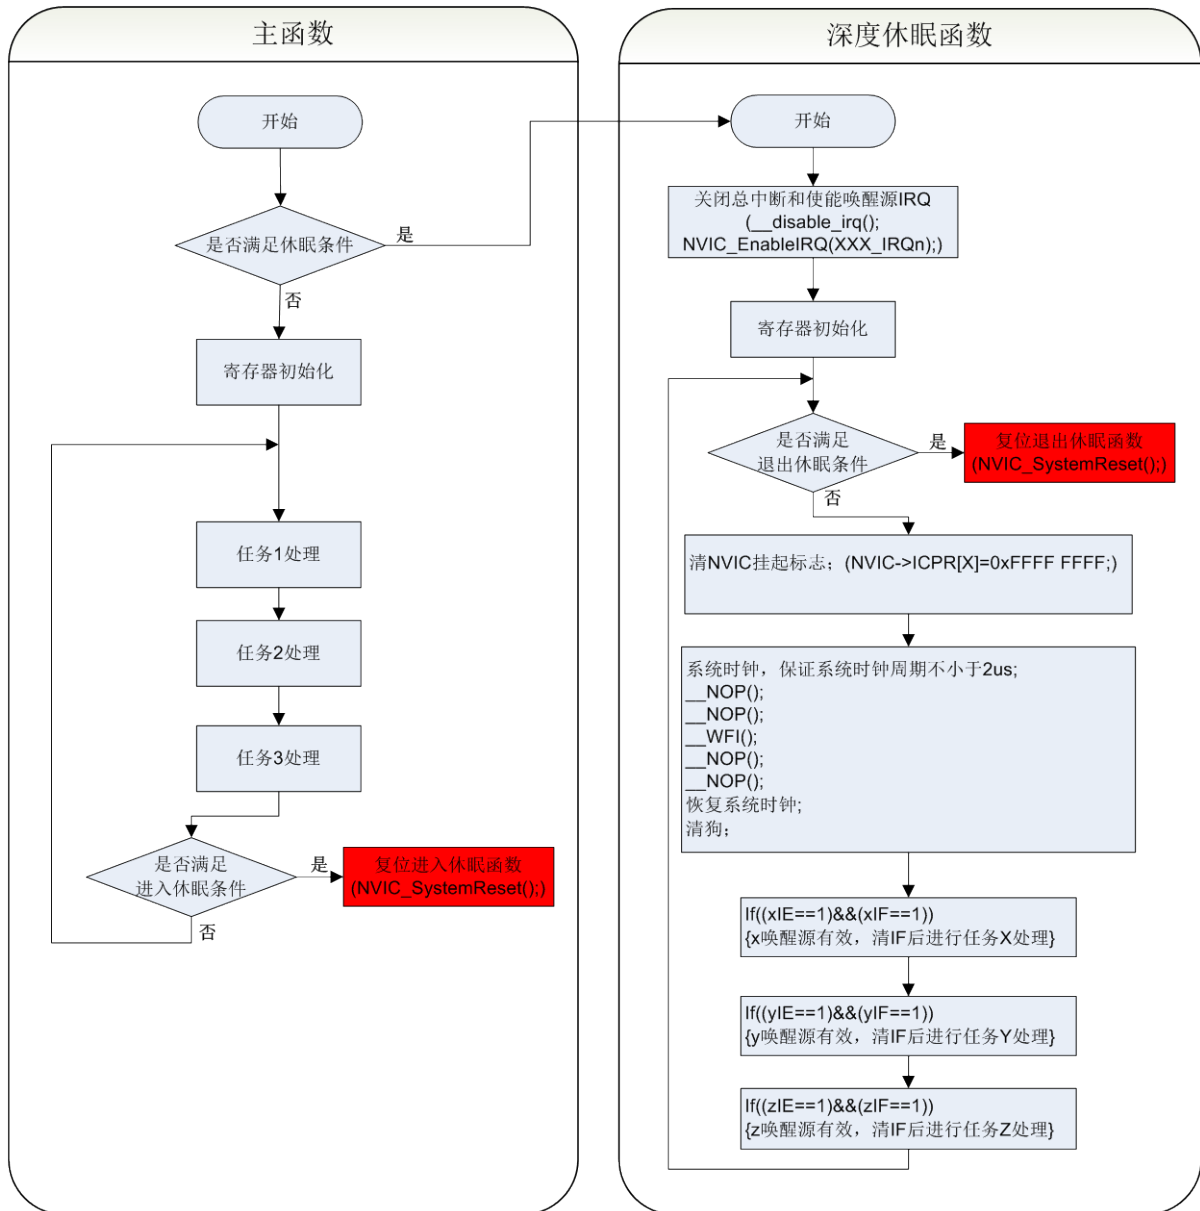 主函数
开始
是否满足休眠条件
是
否
寄存器初始化
任务1处理
任务2处理
任务3处理
是否满足
进入休眠条件
是
复位进入休眠函数
(NVIC_SystemReset();)
否
深度休眠函数
开始
关闭总中断和使能唤醒源IRQ
(__disable_irq();
NVIC_EnableIRQ(XXX_IRQn);)
寄存器初始化
是否满足
退出休眠条件
是
复位退出休眠函数
(NVIC_SystemReset();)
否
清NVIC挂起标志；(NVIC->ICPR[X]=0xFFFF FFFF;)
系统时钟，保证系统时钟周期不小于2us;
__NOP();
__NOP();
__WFI();
__NOP();
__NOP();
恢复系统时钟;
清狗；
If((xIE==1)&&(xIF==1))
{x唤醒源有效，清IF后进行任务X处理}
If((yIE==1)&&(yIF==1))
{y唤醒源有效，清IF后进行任务Y处理}
If((zIE==1)&&(zIF==1))
{z唤醒源有效，清IF后进行任务Z处理}